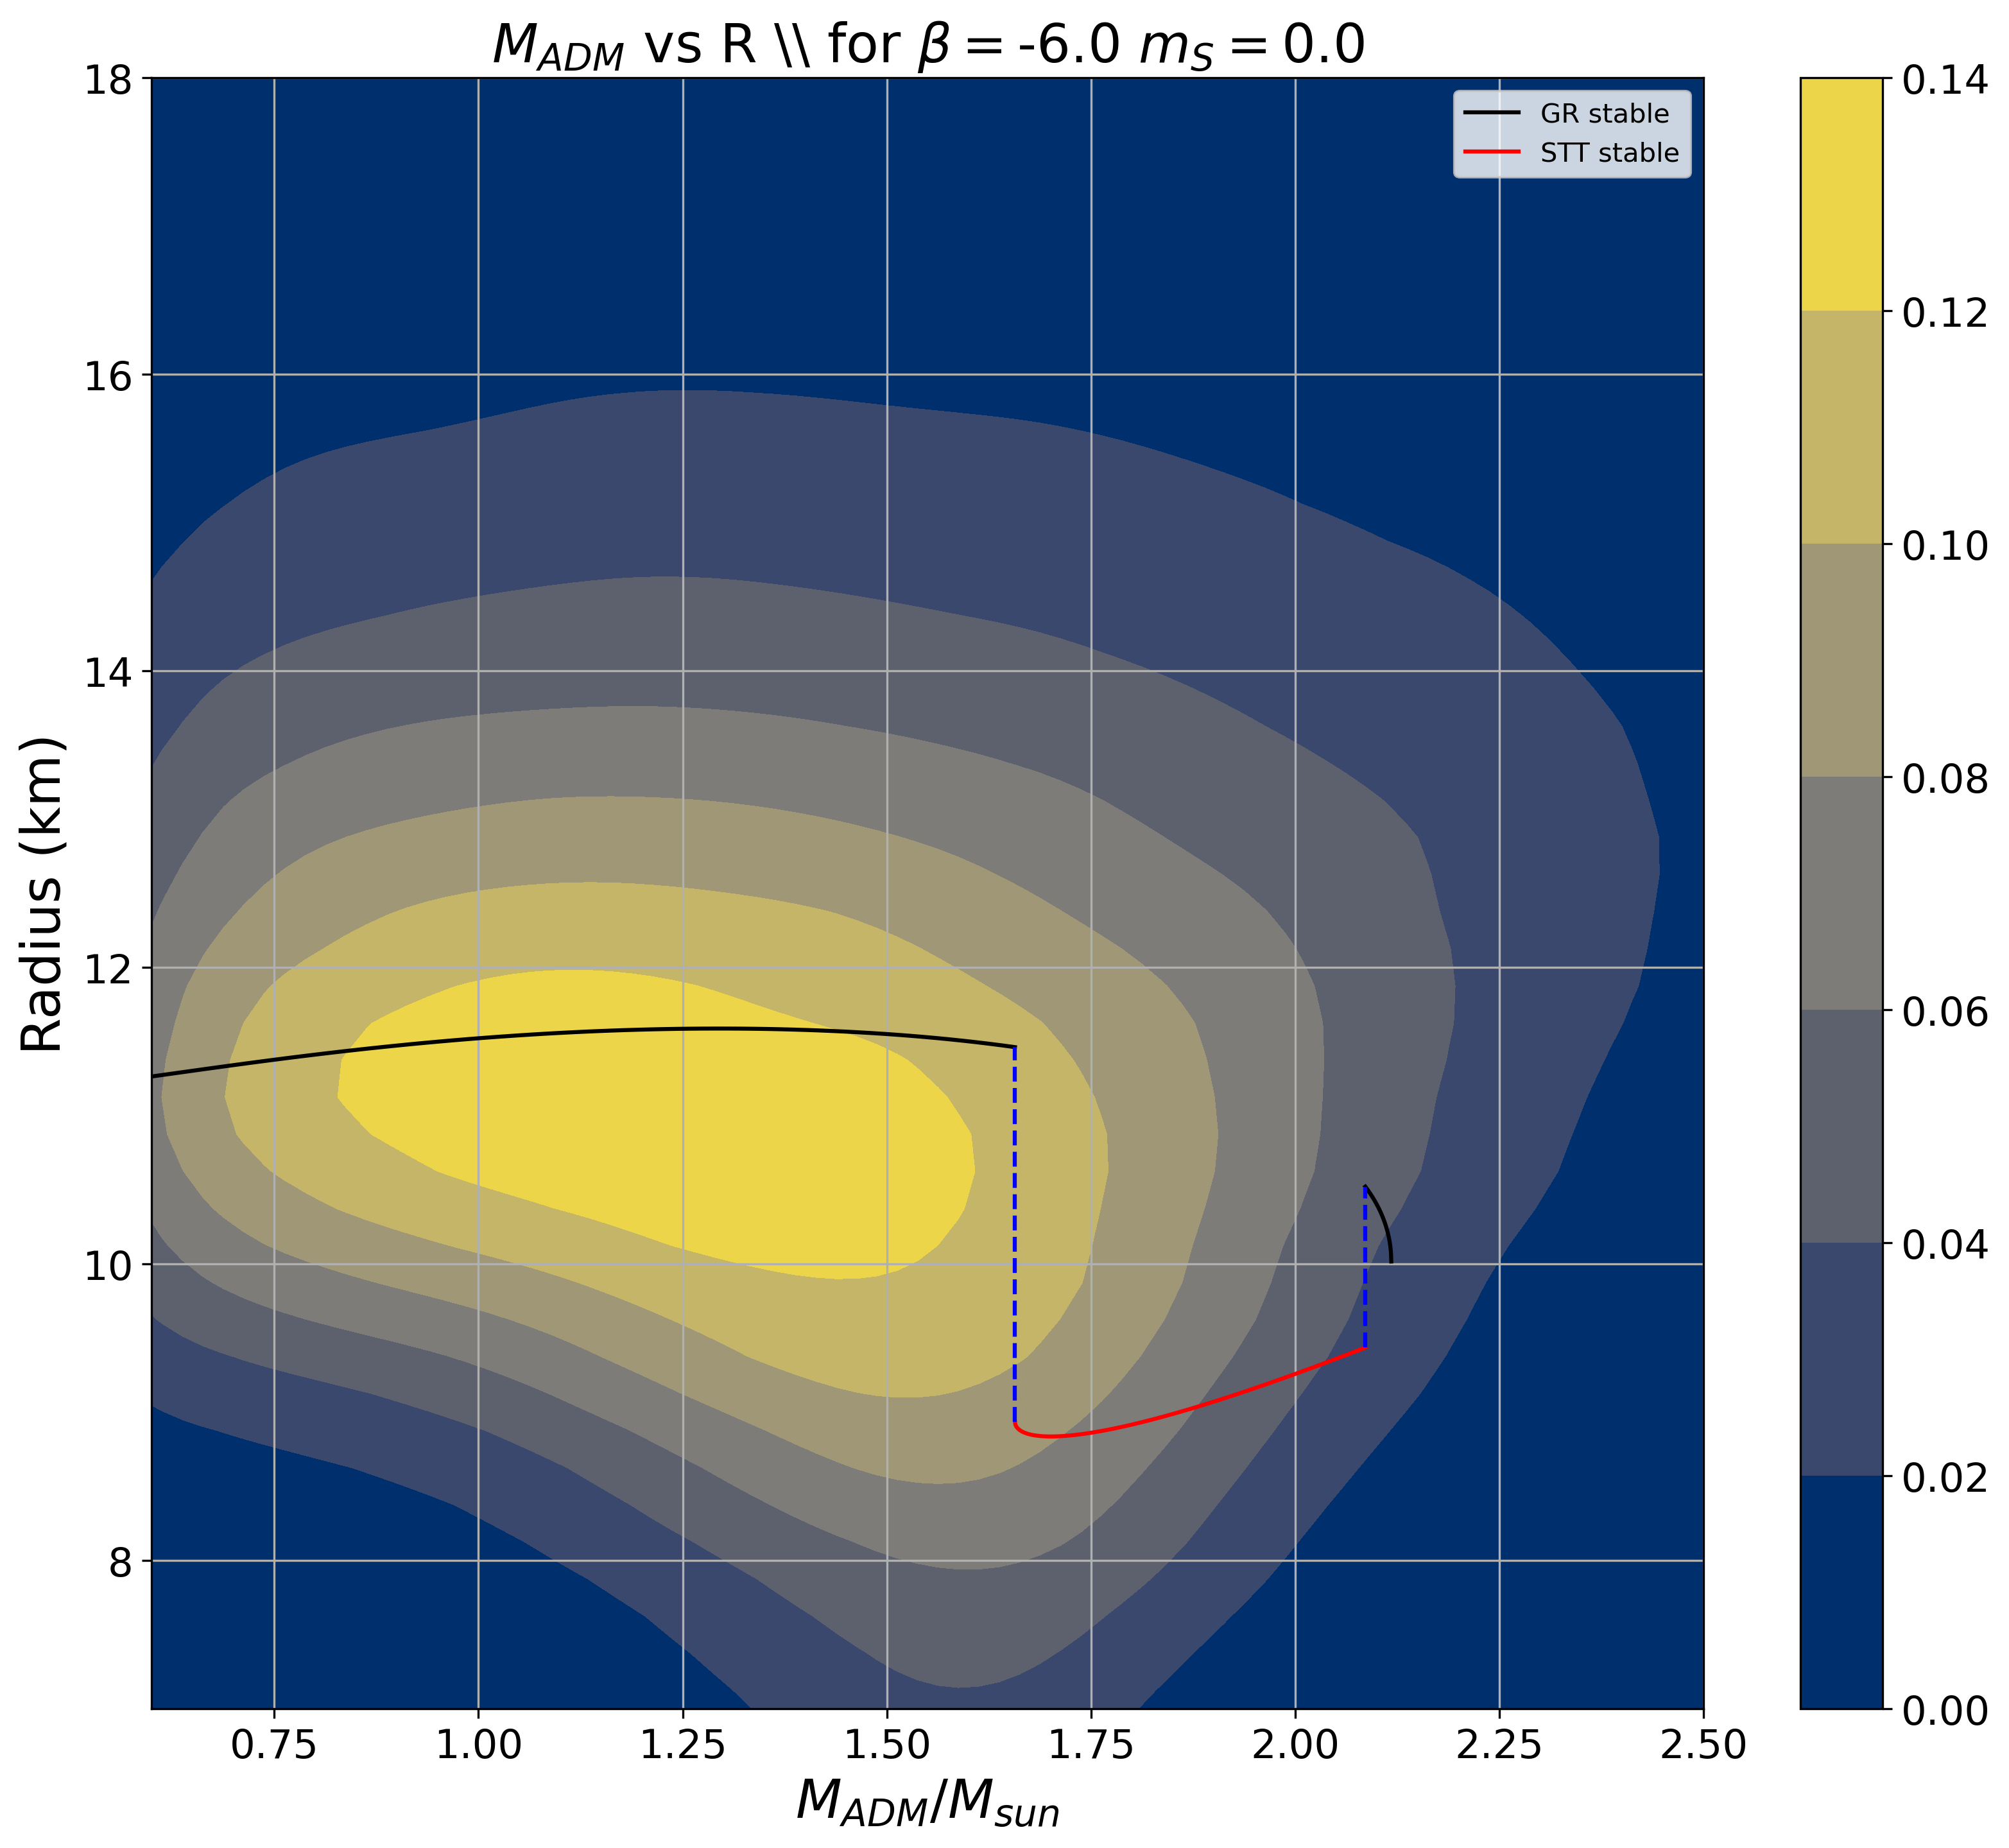 M_ADM vs R \\ for β = -6.0 m_S = 0.0
GR stable
STT stable
Radius (km)
18
16
14
12
10
8
0.75 1.00 1.25 1.50 1.75 2.00 2.25 2.50
M_ADM/M_sun
0.14
0.12
0.10
0.08
0.06
0.04
0.02
0.00